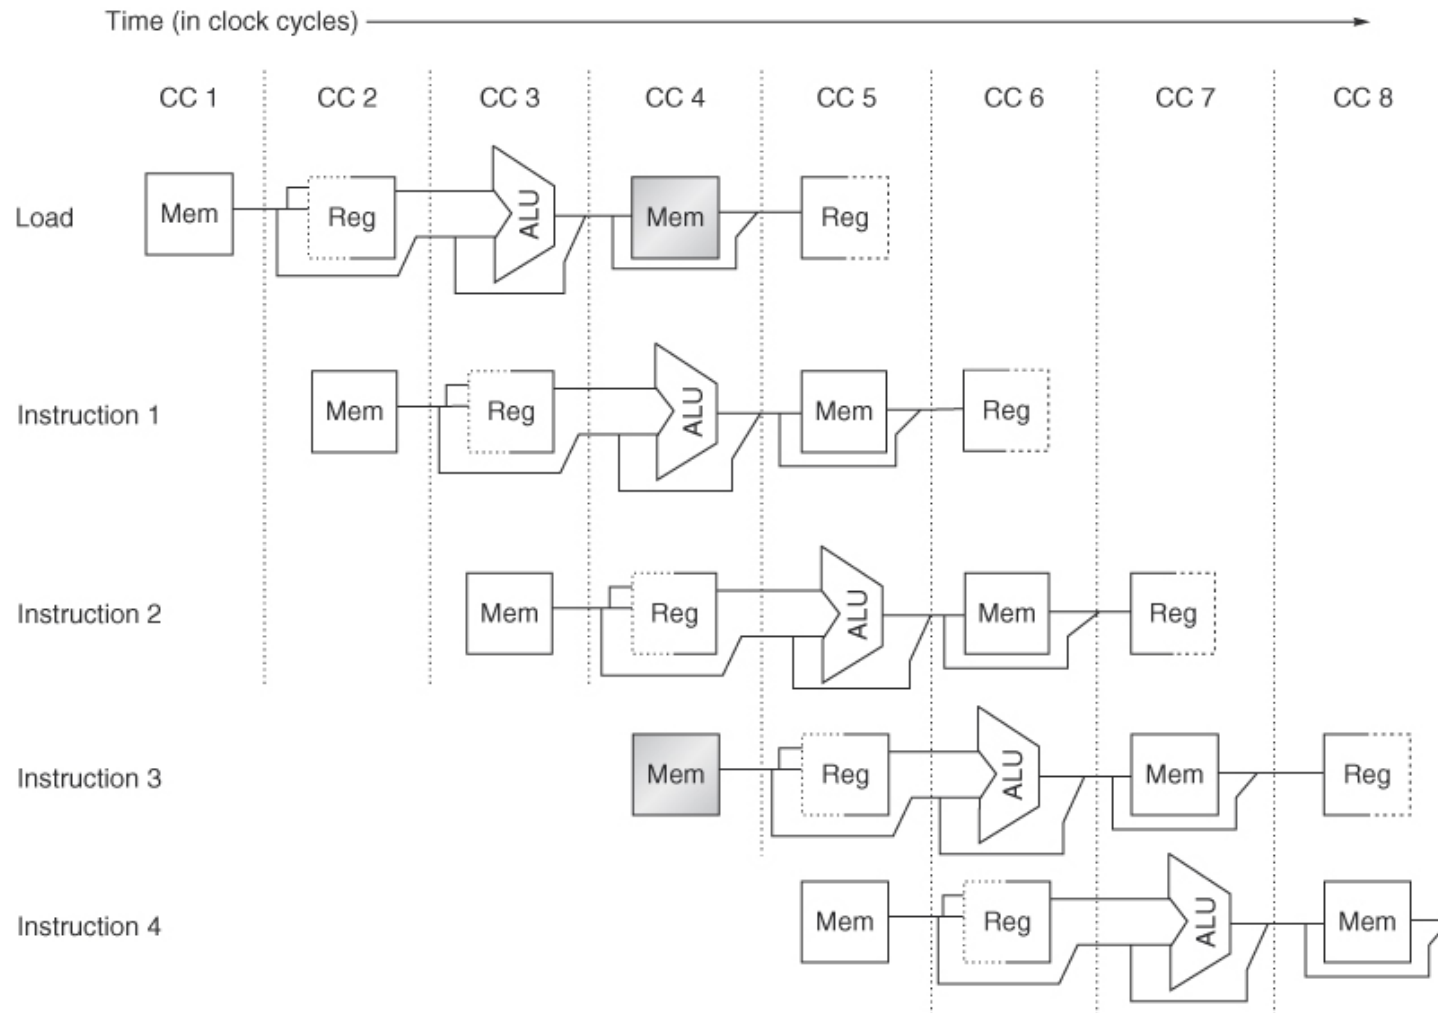 Time (in clock cycles)
CC 1 CC 2 CC 3 CC 4 CC 5 CC 6 CC 7 CC 8
Load Mem Reg ALU Mem Reg
Instruction 1 Mem Reg ALU Mem Reg
Instruction 2 Mem Reg ALU Mem Reg
Instruction 3 Mem Reg ALU Mem Reg
Instruction 4 Mem Reg ALU Mem